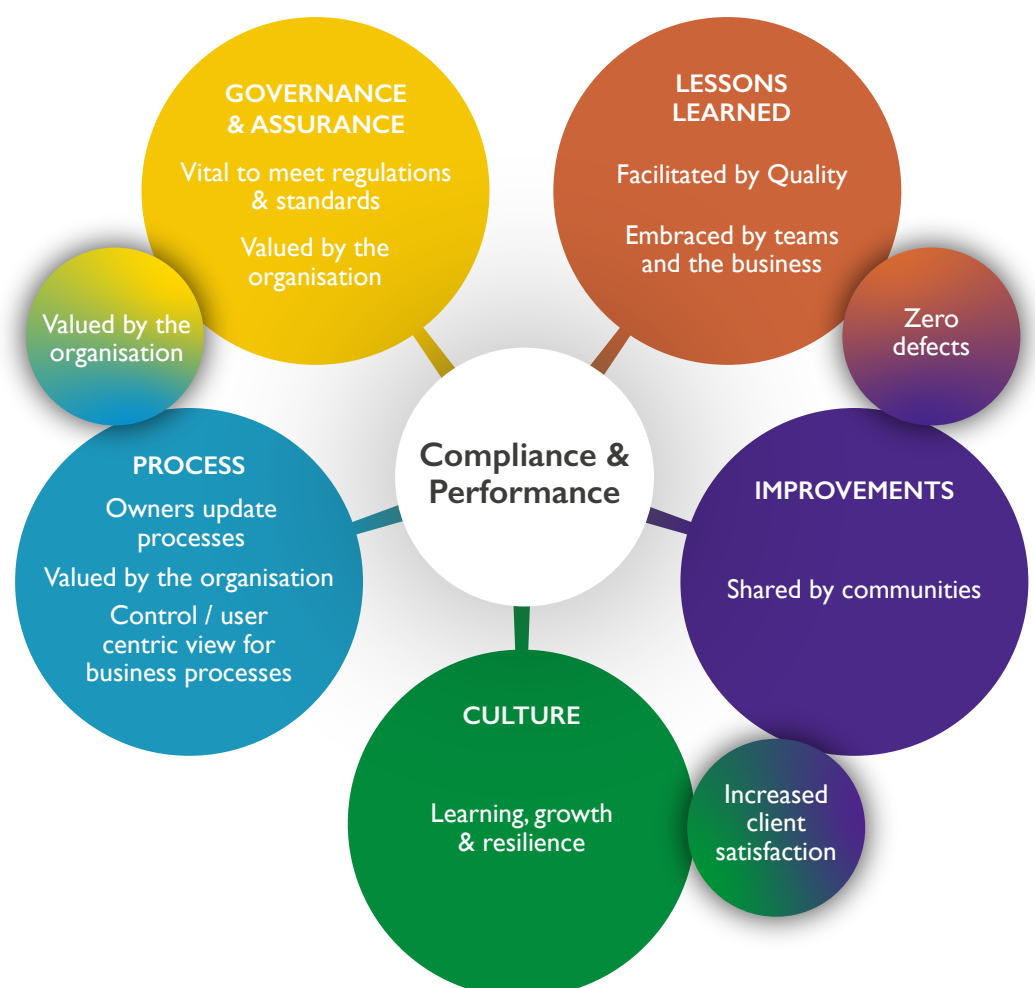 GOVERNANCE
& ASSURANCE
Vital to meet regulations
& standards
Valued by the
organisation
LESSONS
LEARNED
Facilitated by Quality
Embraced by teams
and the business
Valued by the
organisation
Zero
defects
Compliance &
Performance
PROCESS
Owners update
processes
Valued by the organisation
Control / user
centric view for
business processes
IMPROVEMENTS
Shared by communities
CULTURE
Learning, growth
& resilience
Increased
client
satisfaction